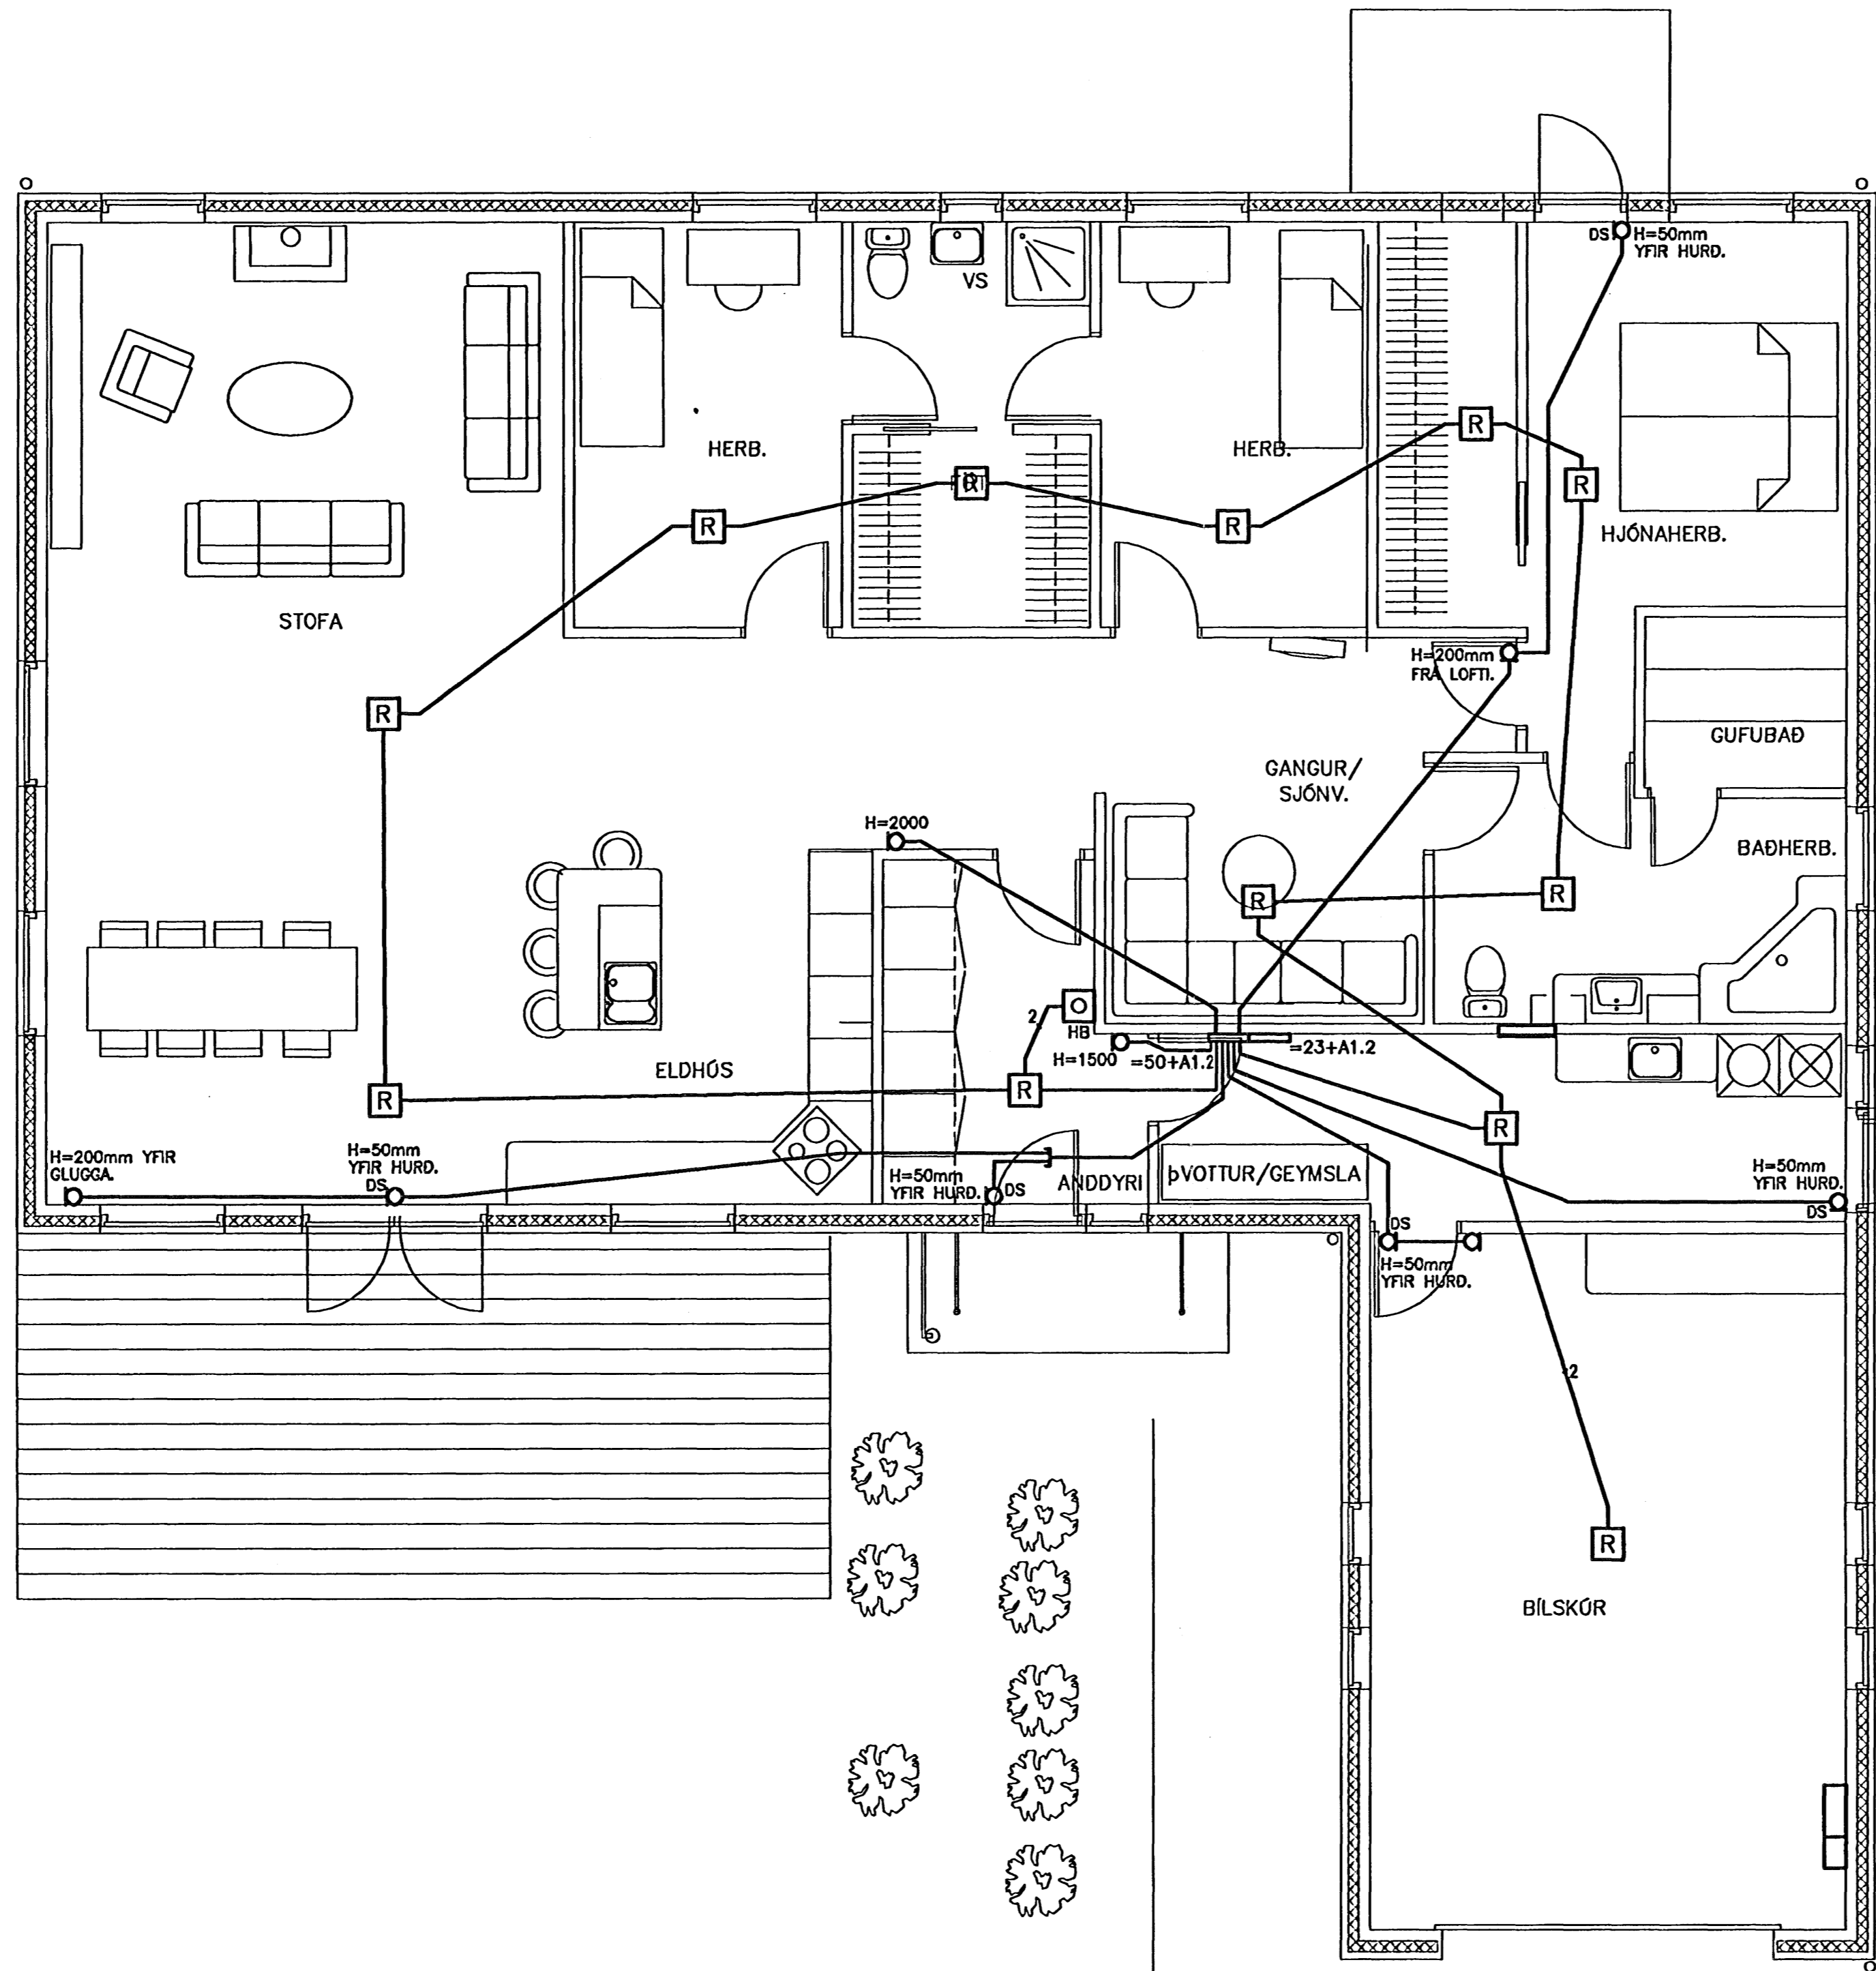 DS
H=50mm
YFIR HURÐ.
VS
HERB.
HERB.
R
R
R
R
R
HJÓNAHERB.
STOFA
H=200mm
FRÁ LOFTI.
R
GUFUBAÐ
GANGUR/
SJÓNV.
H=2000
BAÐHERB.
R
R
2
HB
H=1500
=50+A1.2
=23+A1.2
ELDHÚS
R
R
R
H=200mm YFIR
GLUGGA.
H=50mm
YFIR HURÐ.
DS
H=50mm
YFIR HURÐ.
DS
ANDDYRI
ÞVOTTUR/GEYMSLA
H=50mm
YFIR HURÐ.
DS
DS
H=50mm
YFIR HURÐ.
2
R
BÍLSKÚR